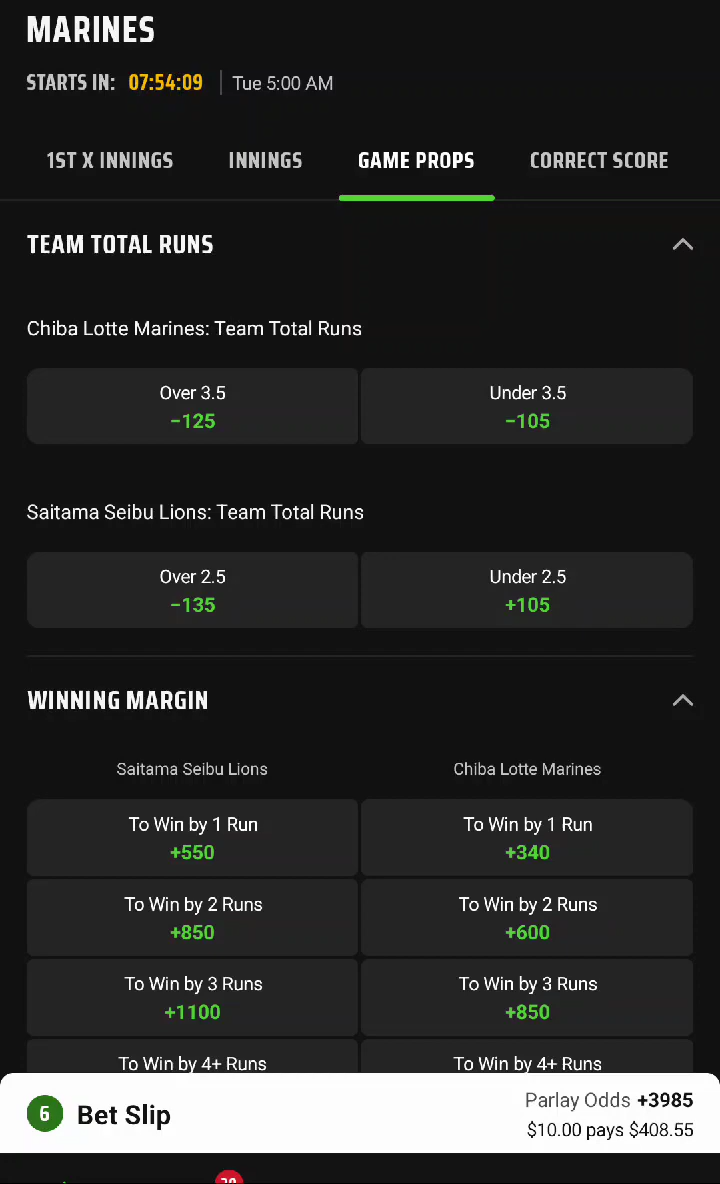 MARINES
STARTS IN: 07:54:09 Tue 5:00 AM
1ST X INNINGS INNINGS GAME PROPS CORRECT SCORE
TEAM TOTAL RUNS
Chiba Lotte Marines: Team Total Runs
Over 3.5 Under 3.5
−125 −105
Saitama Seibu Lions: Team Total Runs
Over 2.5 Under 2.5
−135 +105
WINNING MARGIN
Saitama Seibu Lions Chiba Lotte Marines
To Win by 1 Run To Win by 1 Run
+550 +340
To Win by 2 Runs To Win by 2 Runs
+850 +600
To Win by 3 Runs To Win by 3 Runs
+1100 +850
To Win by 4+ Runs To Win by 4+ Runs
6 Bet Slip Parlay Odds +3985
$10.00 pays $408.55